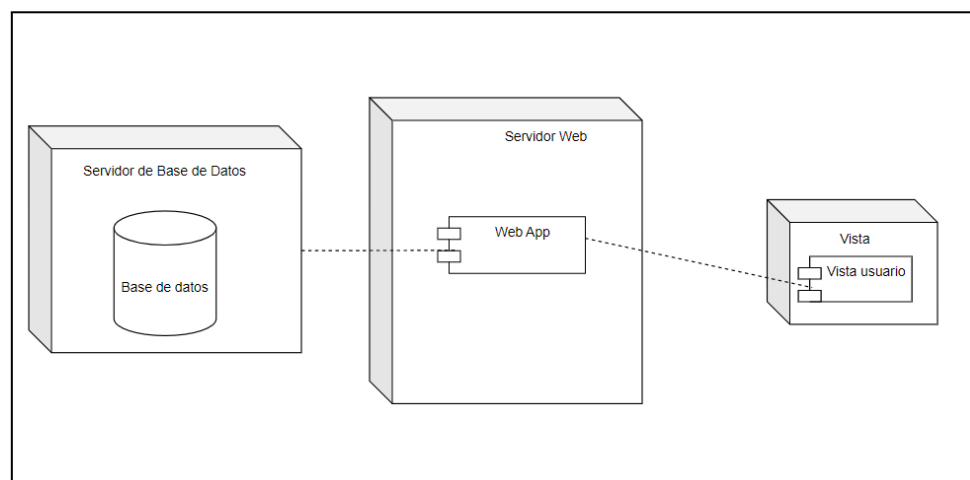 Servidor de Base de Datos
Base de datos
Servidor Web
Web App
Vista
Vista usuario